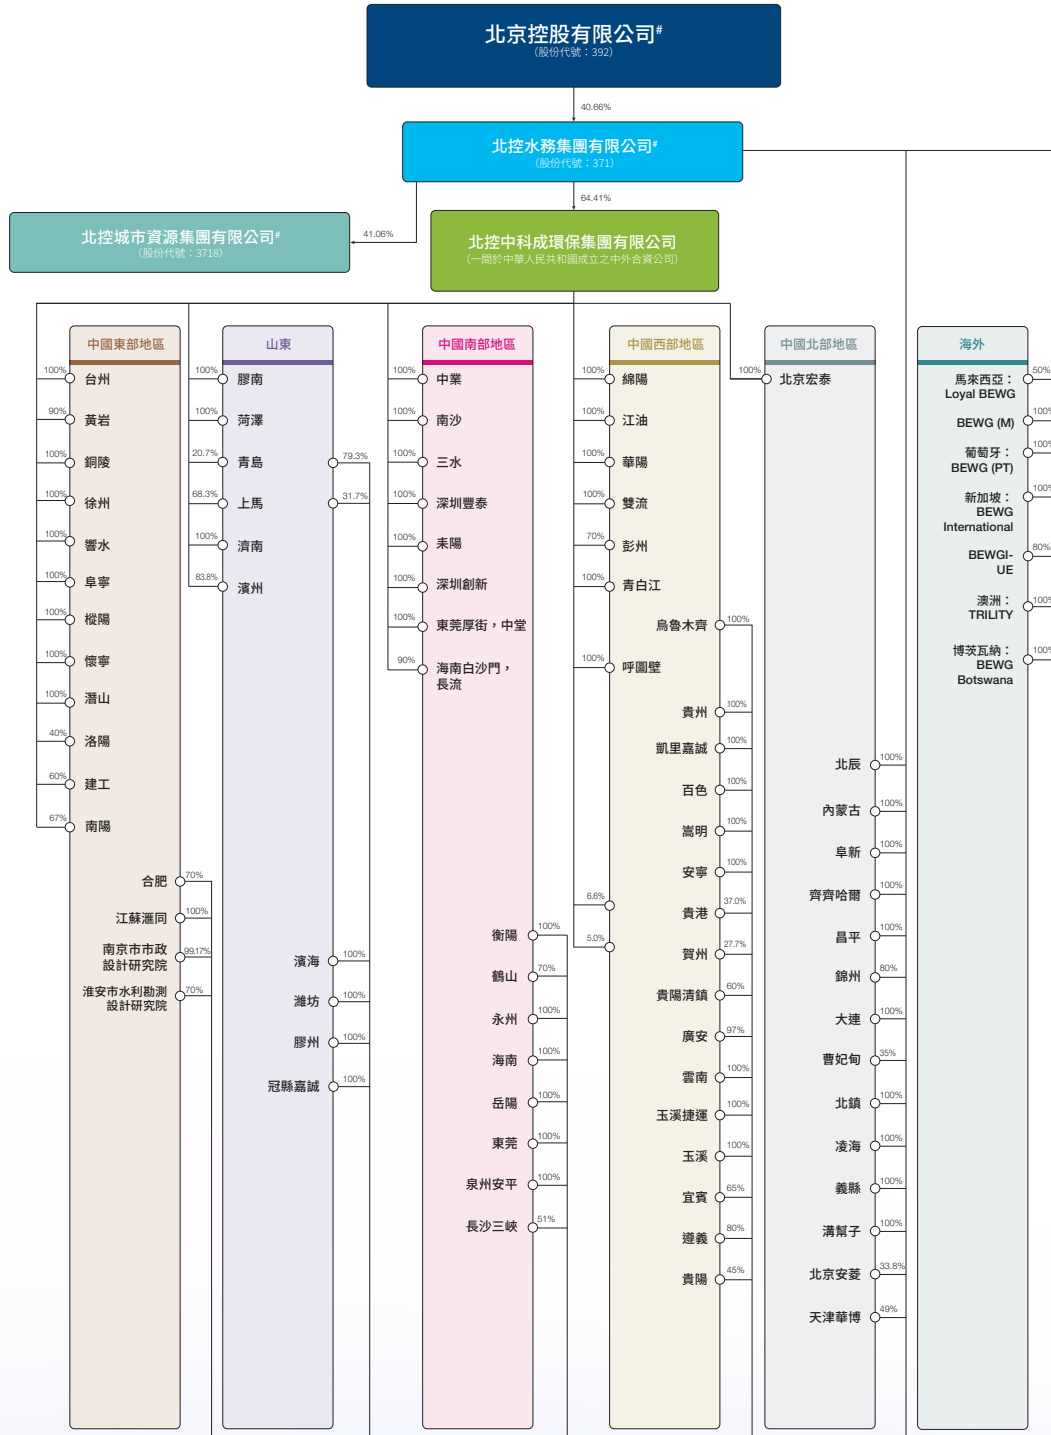 北京控股有限公司#
(股份代號：392)
40.66%
北控水務集團有限公司#
(股份代號：371)
64.41%
41.06%
北控城市資源集團有限公司#
(股份代號：3718)
北控中科成環保集團有限公司
(一間於中華人民共和國成立之中外合資公司)
中國東部地區
100% 台州
90% 黃岩
100% 銅陵
100% 徐州
100% 響水
100% 阜寧
100% 樅陽
100% 懷寧
100% 潛山
40% 洛陽
60% 建工
67% 南陽
合肥 70%
江蘇滙同 100%
南京市市政 99.17%
設計研究院
淮安市水利勘測 70%
設計研究院
山東
100% 膠南
100% 菏澤
20.7% 青島 79.3%
68.3% 上馬 31.7%
100% 濟南
83.8% 濱州
濱海 100%
濰坊 100%
膠州 100%
冠縣嘉誠 100%
中國南部地區
100% 中業
100% 南沙
100% 三水
100% 深圳豐泰
100% 耒陽
100% 深圳創新
100% 東莞厚街，中堂
90% 海南白沙門，
長流
衡陽 100%
鶴山 70%
永州 100%
海南 100%
岳陽 100%
東莞 100%
泉州安平 100%
長沙三峽 51%
中國西部地區
100% 綿陽
100% 江油
100% 華陽
100% 雙流
70% 彭州
100% 青白江
烏魯木齊 100%
100% 呼圖壁
貴州 100%
凱里嘉誠 100%
百色 100%
嵩明 100%
安寧 100%
6.6% 貴港 37.0%
5.0% 賀州 27.7%
貴陽清鎮 60%
廣安 97%
雲南 100%
玉溪捷運 100%
玉溪 100%
宜賓 65%
遵義 80%
貴陽 45%
中國北部地區
100% 北京宏泰
北辰 100%
內蒙古 100%
阜新 100%
齊齊哈爾 100%
昌平 100%
錦州 80%
大連 100%
曹妃甸 35%
北鎮 100%
凌海 100%
義縣 100%
溝幫子 100%
北京安菱 33.8%
天津華博 49%
海外
馬來西亞： 50%
Loyal BEWG
BEWG (M) 100%
葡萄牙： 100%
BEWG (PT)
新加坡： 100%
BEWG
International
BEWGI- 80%
UE
澳洲： 100%
TRILITY
博茨瓦納： 100%
BEWG
Botswana